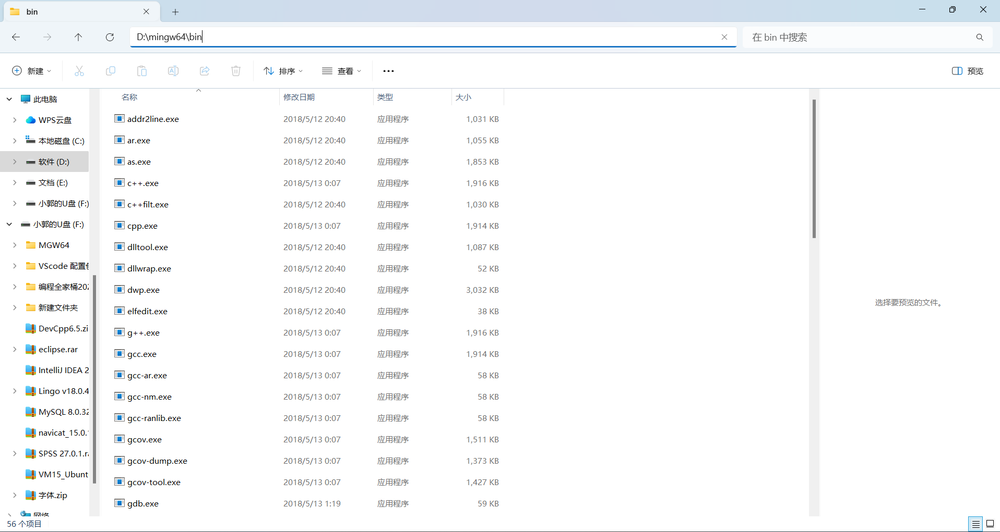 bin
D:\mingw64\bin
在 bin 中搜索
新建
排序
查看
预览
名称 修改日期 类型 大小
此电脑
WPS云盘
本地磁盘 (C:)
软件 (D:)
文档 (E:)
小郭的U盘 (F:)
小郭的U盘 (F:)
MGW64
VScode 配置
编程全家桶202
新建文件夹
DevCpp6.5.zi
eclipse.rar
IntelliJ IDEA 2
Lingo v18.0.4
MySQL 8.0.32
navicat_15.0.
SPSS 27.0.1.ra
VM15_Ubunt
字体.zip
网络
addr2line.exe 2018/5/12 20:40 应用程序 1,031 KB
ar.exe 2018/5/12 20:40 应用程序 1,055 KB
as.exe 2018/5/12 20:40 应用程序 1,853 KB
c++.exe 2018/5/13 0:07 应用程序 1,916 KB
c++filt.exe 2018/5/12 20:40 应用程序 1,030 KB
cpp.exe 2018/5/13 0:07 应用程序 1,914 KB
dlltool.exe 2018/5/12 20:40 应用程序 1,087 KB
dllwrap.exe 2018/5/12 20:40 应用程序 52 KB
dwp.exe 2018/5/12 20:40 应用程序 3,032 KB
elfedit.exe 2018/5/12 20:40 应用程序 38 KB
g++.exe 2018/5/13 0:07 应用程序 1,916 KB
gcc.exe 2018/5/13 0:07 应用程序 1,914 KB
gcc-ar.exe 2018/5/13 0:07 应用程序 58 KB
gcc-nm.exe 2018/5/13 0:07 应用程序 58 KB
gcc-ranlib.exe 2018/5/13 0:07 应用程序 58 KB
gcov.exe 2018/5/13 0:07 应用程序 1,511 KB
gcov-dump.exe 2018/5/13 0:07 应用程序 1,373 KB
gcov-tool.exe 2018/5/13 0:07 应用程序 1,427 KB
gdb.exe 2018/5/13 1:19 应用程序 59 KB
选择要预览的文件。
56 个项目